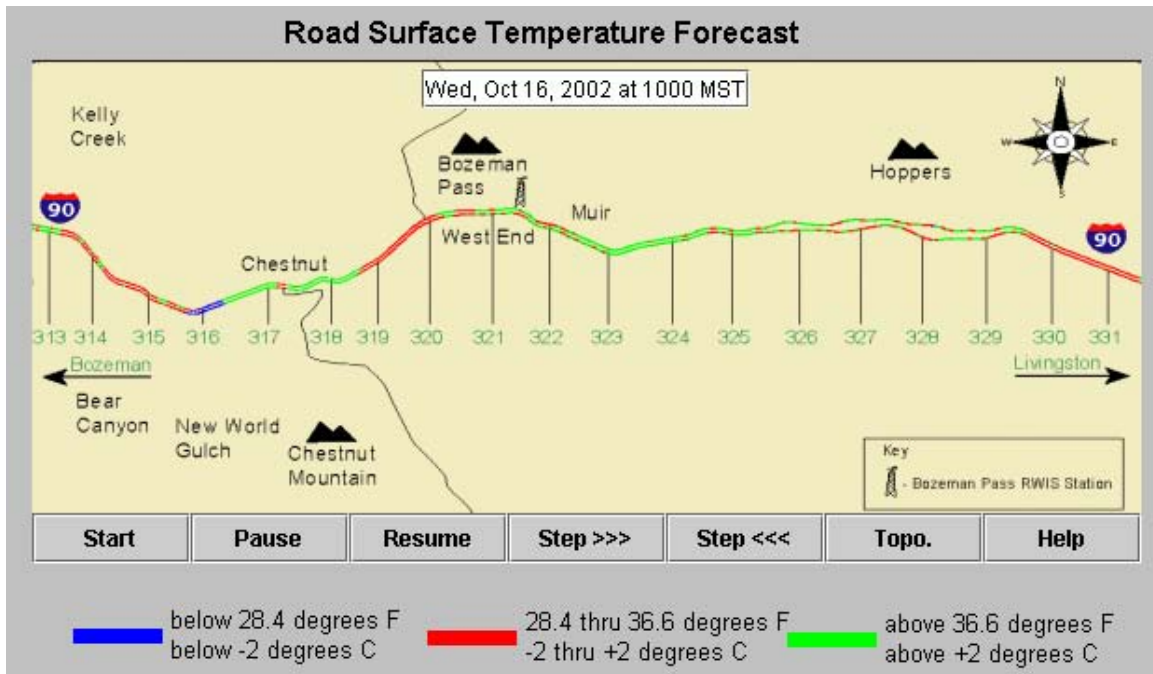 Road Surface Temperature Forecast
Wed, Oct 16, 2002 at 1000 MST
Kelly
Creek
N
W
E
S
Bozeman
Pass
Hoppers
90
Muir
West End
90
Chestnut
313 314 315 316 317 318 319 320 321 322 323 324 325 326 327 328 329 330 331
Bozeman
Livingston
Bear
Canyon
New World
Gulch
Chestnut
Mountain
Key
- Bozeman Pass RWIS Station
Start Pause Resume Step >>> Step <<< Topo. Help
below 28.4 degrees F
below -2 degrees C
28.4 thru 36.6 degrees F
-2 thru +2 degrees C
above 36.6 degrees F
above +2 degrees C